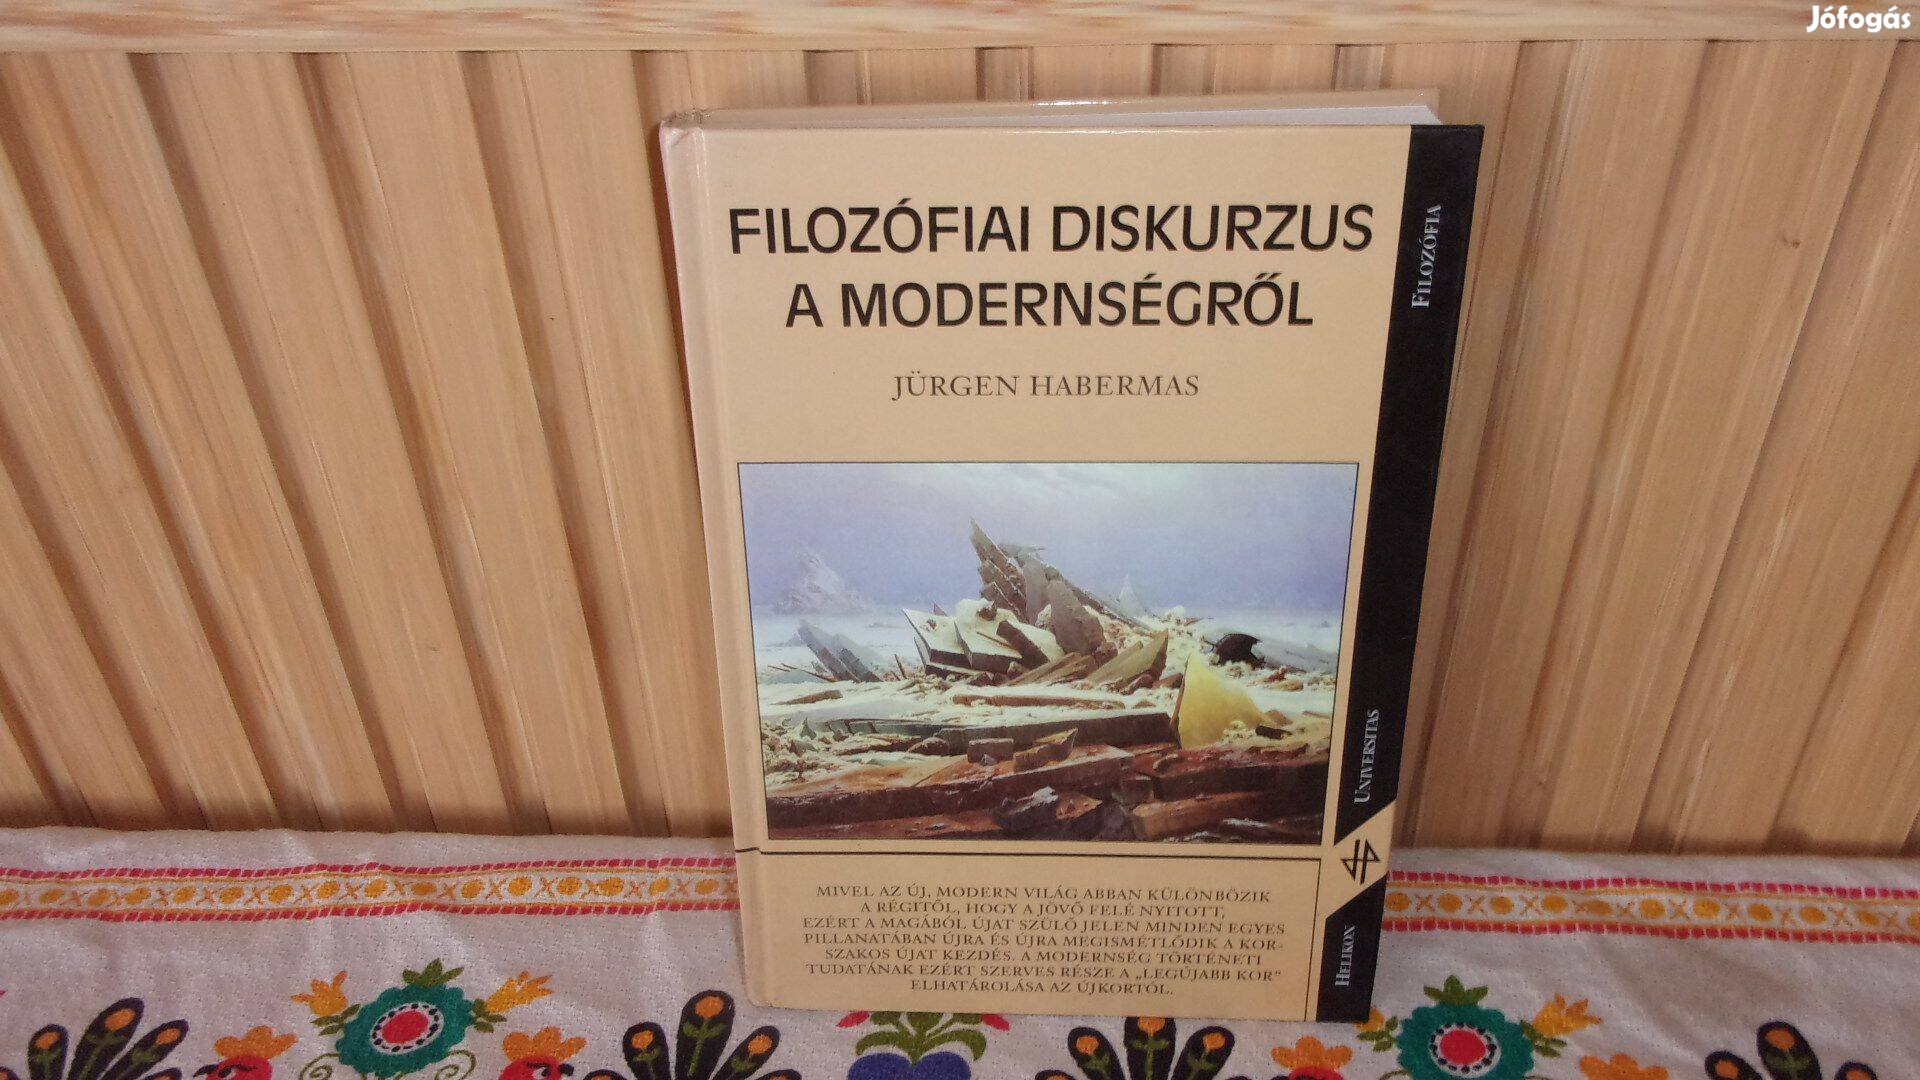 Jófogás
FILOZÓFIAI DISKURZUS
A MODERNSÉGRŐL
JÜRGEN HABERMAS
FILOZÓFIA
UNIVERSITAS
HELIKON
MIVEL AZ ÚJ, MODERN VILÁG ABBAN KÜLÖNBÖZIK
A RÉGITŐL, HOGY A JÖVŐ FELÉ NYITOTT,
EZÉRT A MAGÁBÓL ÚJAT SZÜLŐ JELEN MINDEN EGYES
PILLANATÁBAN ÚJRA ÉS ÚJRA MEGISMÉTLŐDIK A KOR-
SZAKOS ÚJAT KEZDÉS. A MODERNSÉG TÖRTÉNETI
TUDATÁNAK EZÉRT SZERVES RÉSZE A „LEGÚJABB KOR"
ELHATÁROLÁSA AZ ÚJKORTÓL.